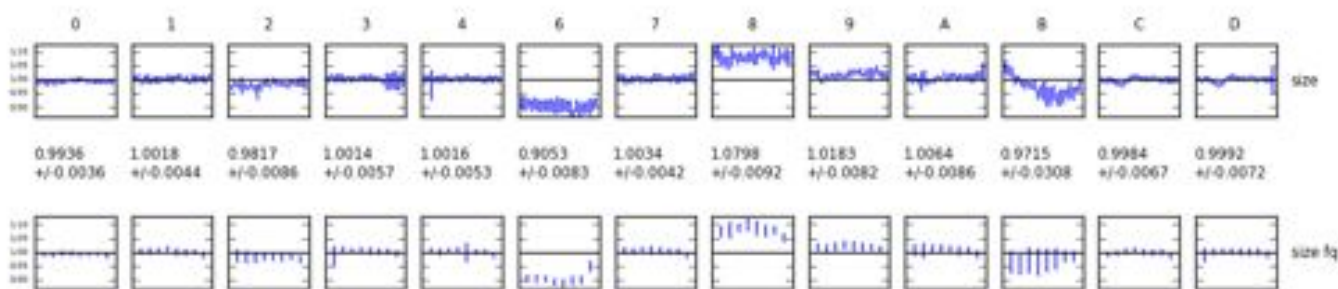 0 1 2 3 4 6 7 8 9 A B C D
size
0.9936 1.0018 0.9817 1.0014 1.0016 0.9053 1.0034 1.0798 1.0183 1.0064 0.9715 0.9984 0.9992
+/-0.0036 +/-0.0044 +/-0.0086 +/-0.0057 +/-0.0053 +/-0.0083 +/-0.0042 +/-0.0092 +/-0.0082 +/-0.0086 +/-0.0308 +/-0.0067 +/-0.0072
size fq